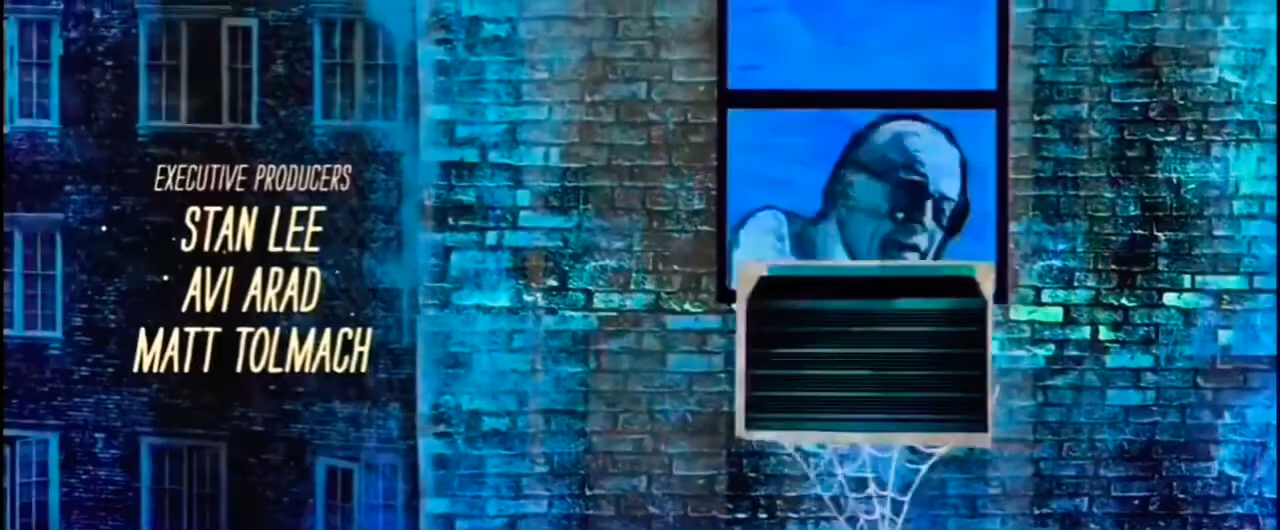 EXECUTIVE PRODUCERS
STAN LEE
AVI ARAD
MATT TOLMACH